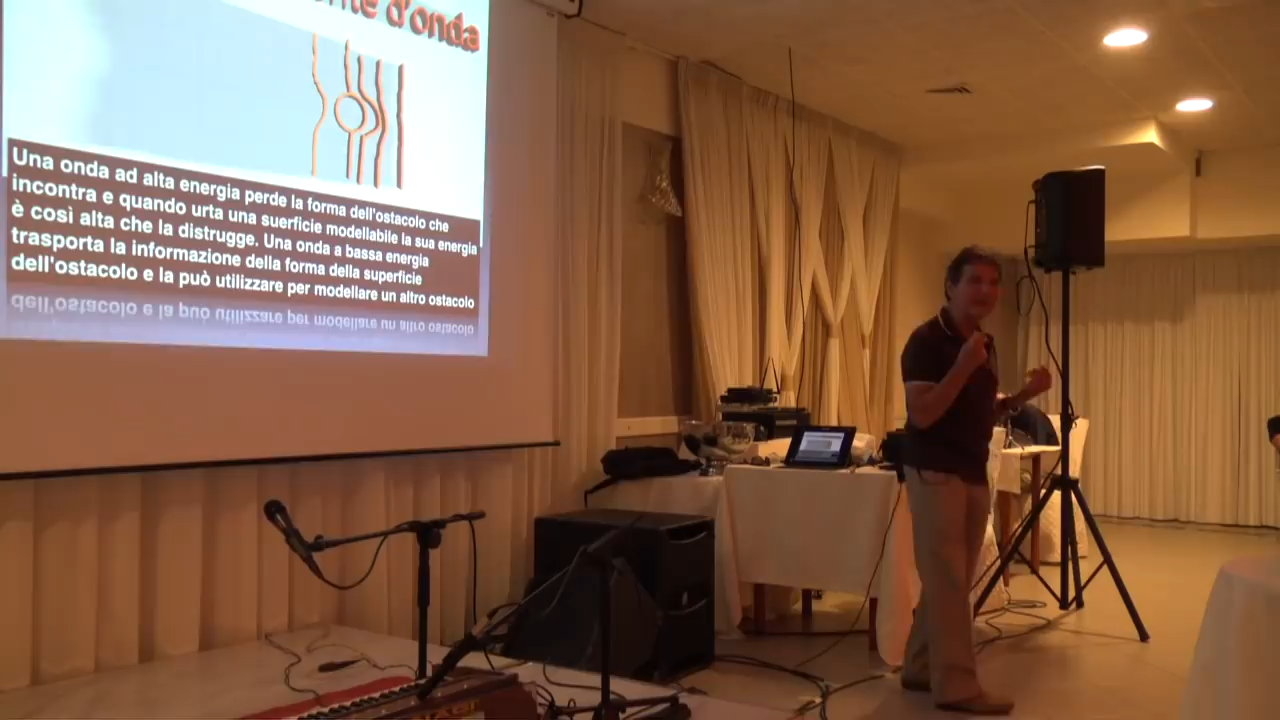 d'onda
Una onda ad alta energia perde la forma dell'ostacolo che
incontra e quando urta una suerficie modellabile la sua energia
è così alta che la distrugge. Una onda a bassa energia
trasporta la informazione della forma della superficie
dell'ostacolo e la può utilizzare per modellare un altro ostacolo